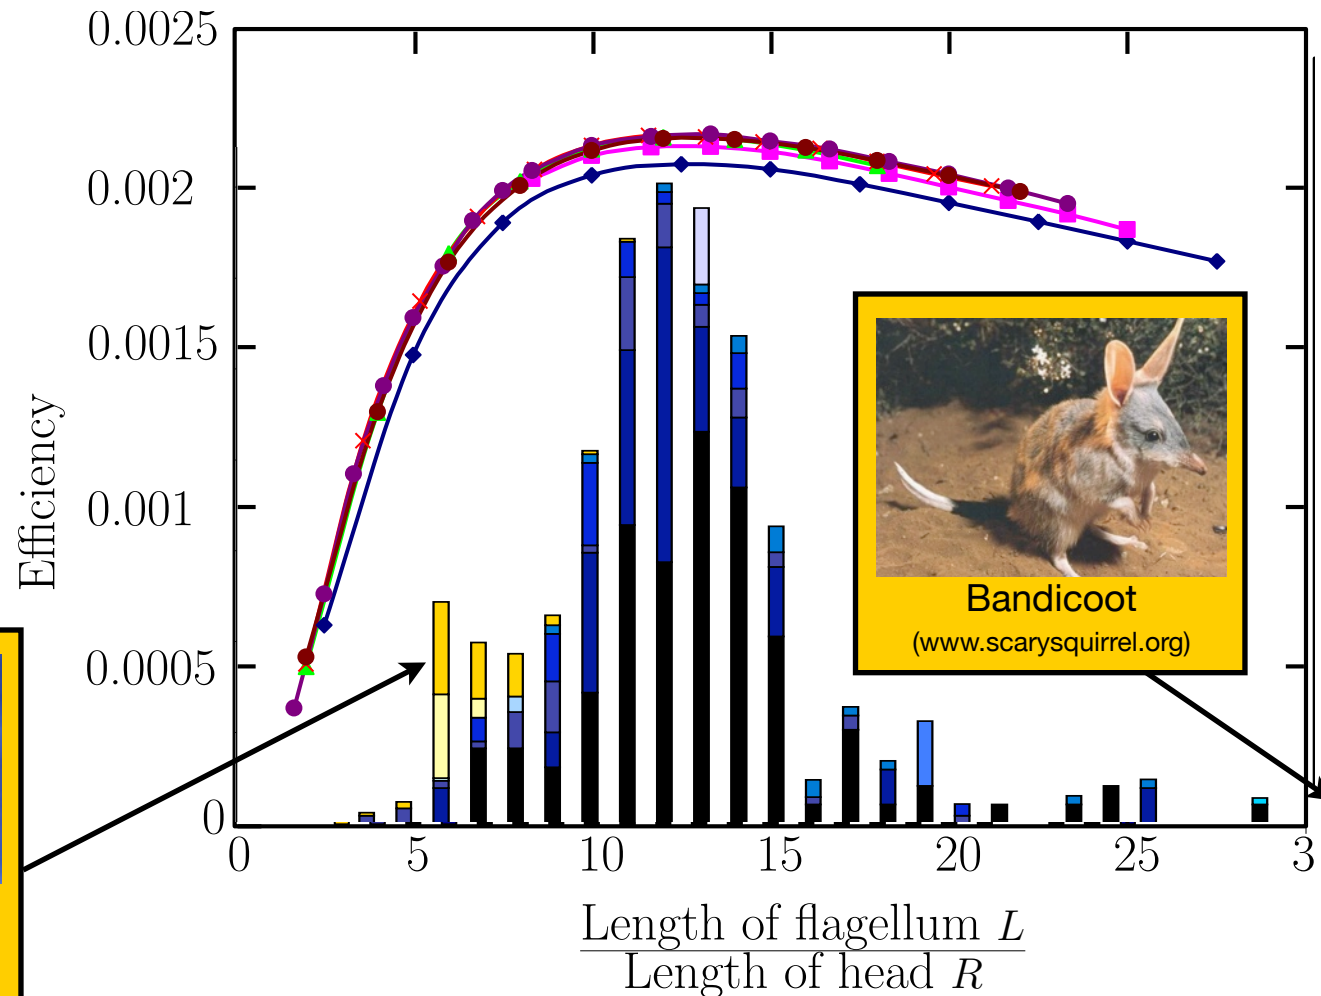 0.0025
0.002
0.0015
0.001
0.0005
0
Efficiency
0 5 10 15 20 25 3
Length of flagellum L
Length of head R
Bandicoot
(www.scarysquirrel.org)